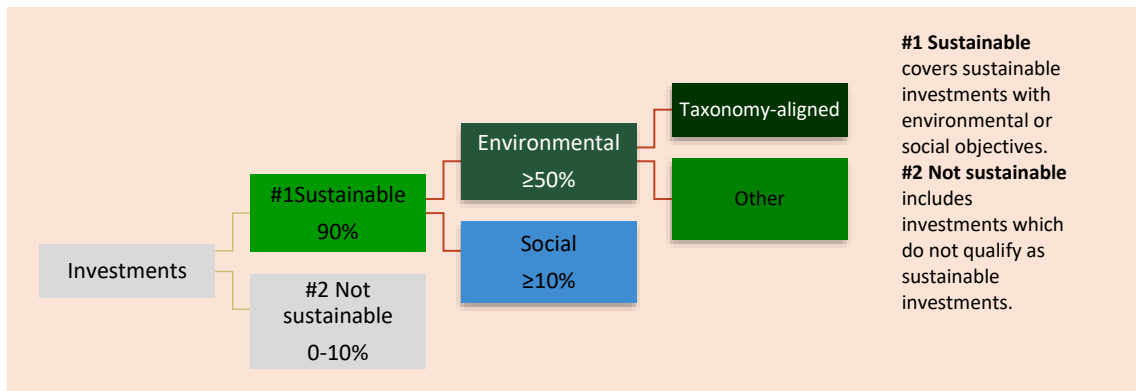 Investments
#1Sustainable
90%
#2 Not
sustainable
0-10%
Environmental
≥50%
Social
≥10%
Taxonomy-aligned
Other
#1 Sustainable
covers sustainable
investments with
environmental or
social objectives.
#2 Not sustainable
includes
investments which
do not qualify as
sustainable
investments.